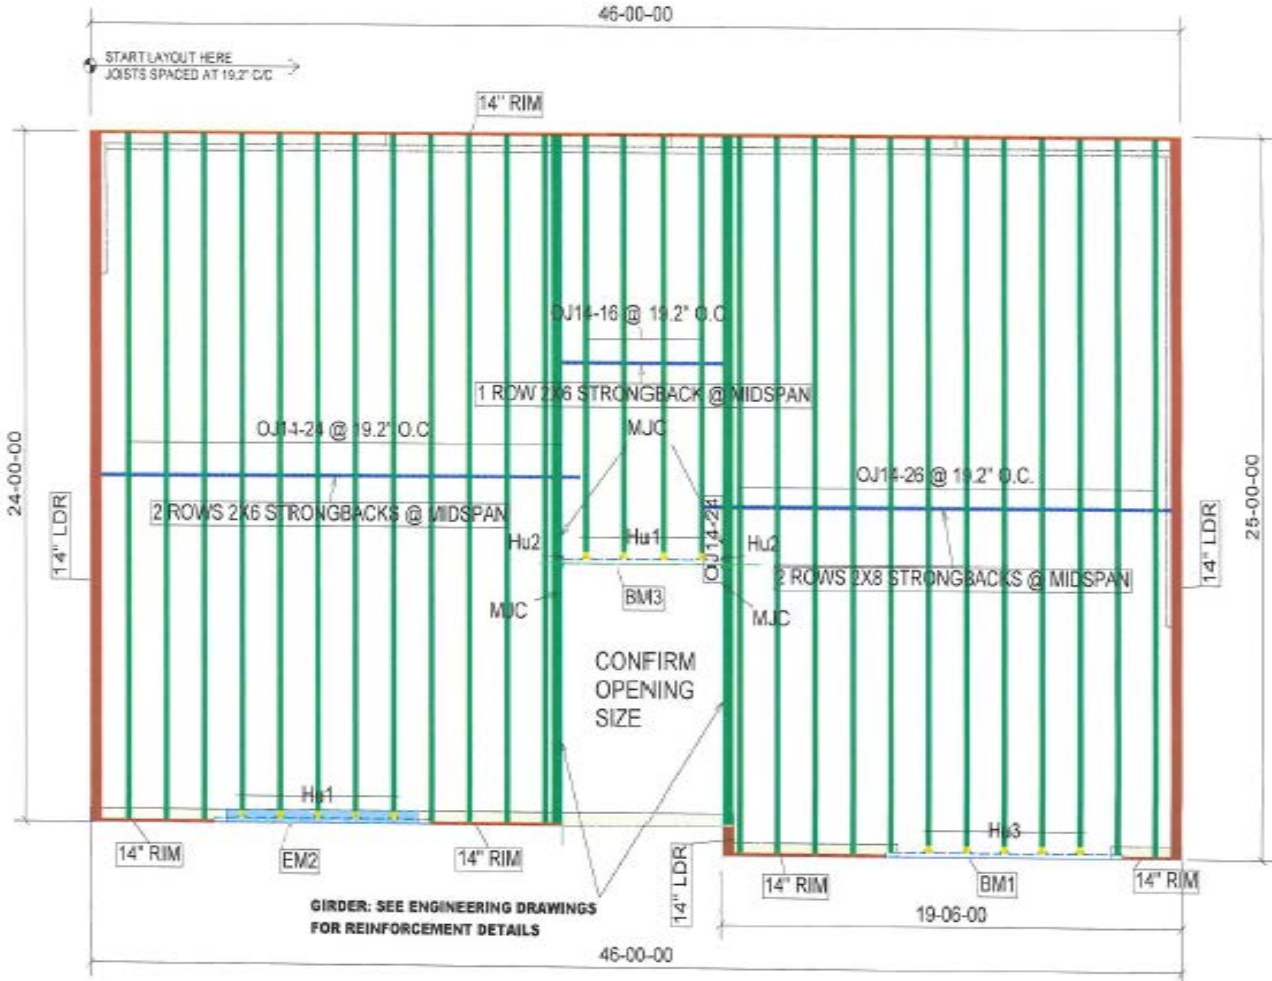 46-00-00
START LAYOUT HERE
JOISTS SPACED AT 19.2" C/C
14" RIM
OJ14-16 @ 19.2" O.C.
1 ROW 2X6 STRONGBACK @ MIDSPAN
MJC
OJ14-24 @ 19.2" O.C.
24-00-00
OJ14-26 @ 19.2" O.C.
25-00-00
2 ROWS 2X6 STRONGBACKS @ MIDSPAN
14" LDR
Hu2
Hu1
OJ14-24
Hu2
14" LDR
2 ROWS 2X8 STRONGBACKS @ MIDSPAN
BM3
MJC
MJC
CONFIRM
OPENING
SIZE
Hu1
Hu3
14" RIM
EM2
14" RIM
14" LDR
14" RIM
BM1
14" RIM
GIRDER: SEE ENGINEERING DRAWINGS
FOR REINFORCEMENT DETAILS
19-06-00
46-00-00